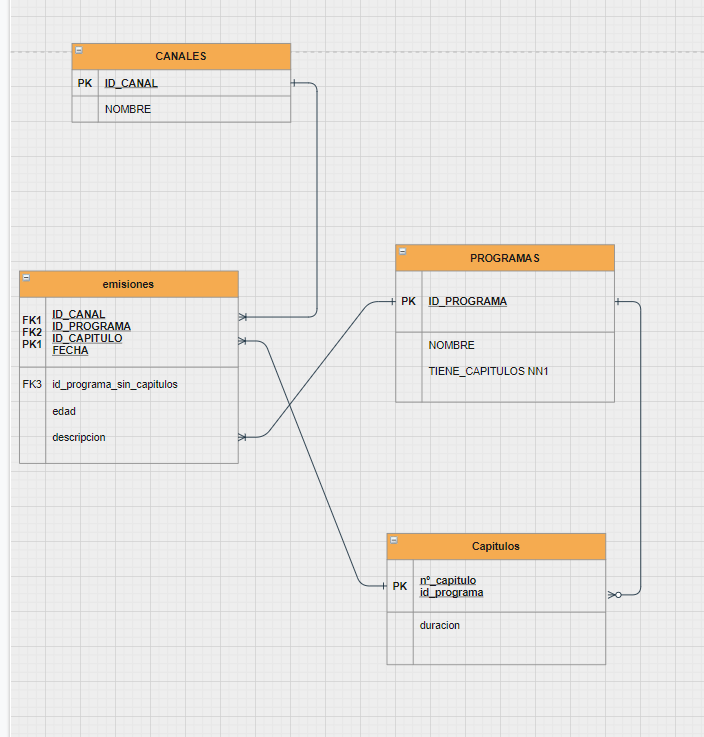 CANALES
PK ID_CANAL
NOMBRE
PROGRAMAS
PK ID_PROGRAMA
NOMBRE
TIENE_CAPITULOS NN1
emisiones
FK1 ID_CANAL
FK2 ID_PROGRAMA
PK1 ID_CAPITULO
FECHA
FK3 id_programa_sin_capitulos
edad
descripcion
Capitulos
PK nº_capitulo
id_programa
duracion